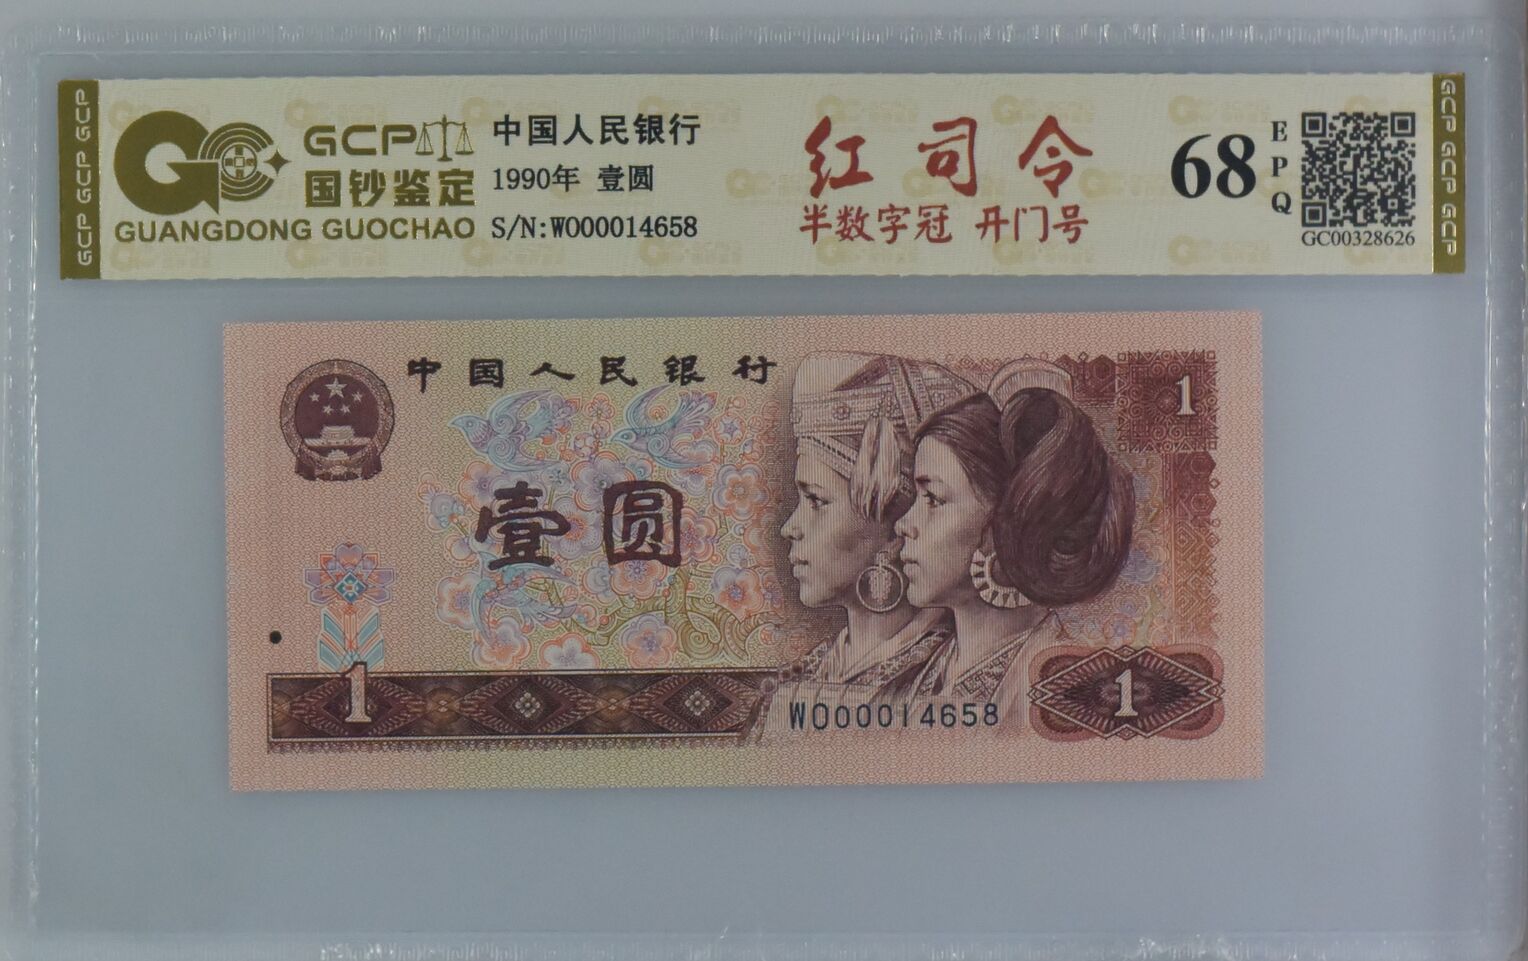 GCP GCP GCP
GCP
国钞鉴定
GUANGDONG GUOCHAO
中国人民银行
1990年 壹圆
S/N:WO00014658
红司令
半数字冠 开门号
68
EPQ
GC00328626
GCP GCP GCP
中国人民银行
1
壹圆
1
WO00014658
1